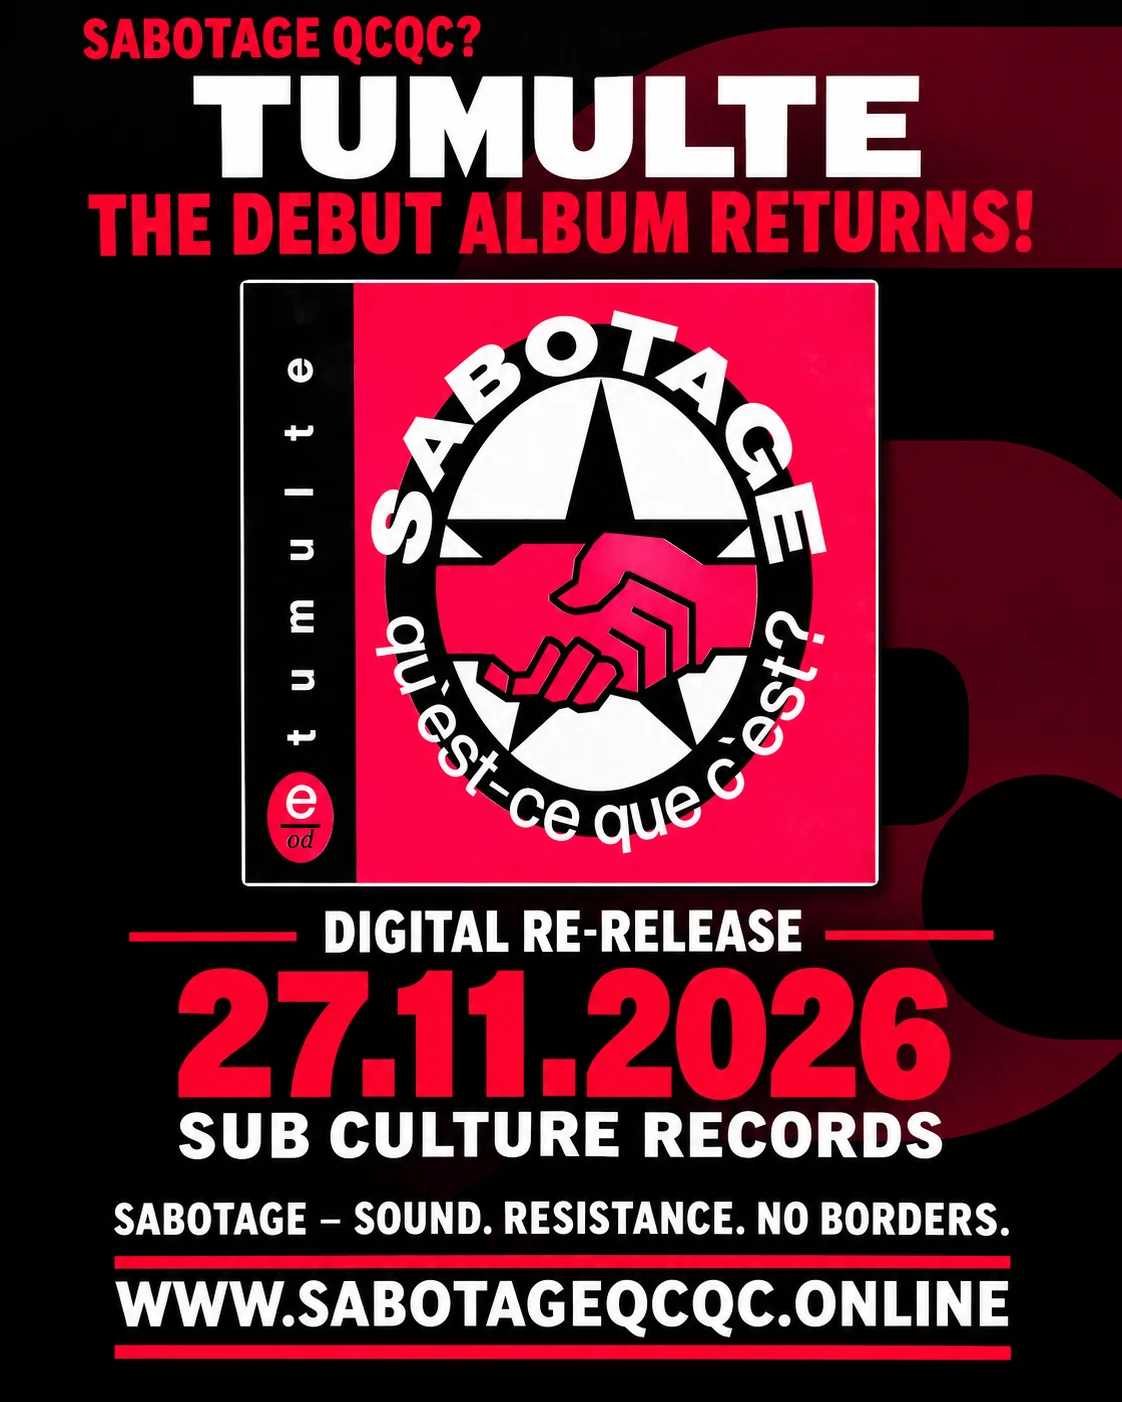 SABOTAGE QCQC?
TUMULTE
THE DEBUT ALBUM RETURNS!
tumulte
e
od
SABOTAGE
qu'est-ce que c'est?
DIGITAL RE-RELEASE
27.11.2026
SUB CULTURE RECORDS
SABOTAGE – SOUND. RESISTANCE. NO BORDERS.
WWW.SABOTAGEQCQC.ONLINE